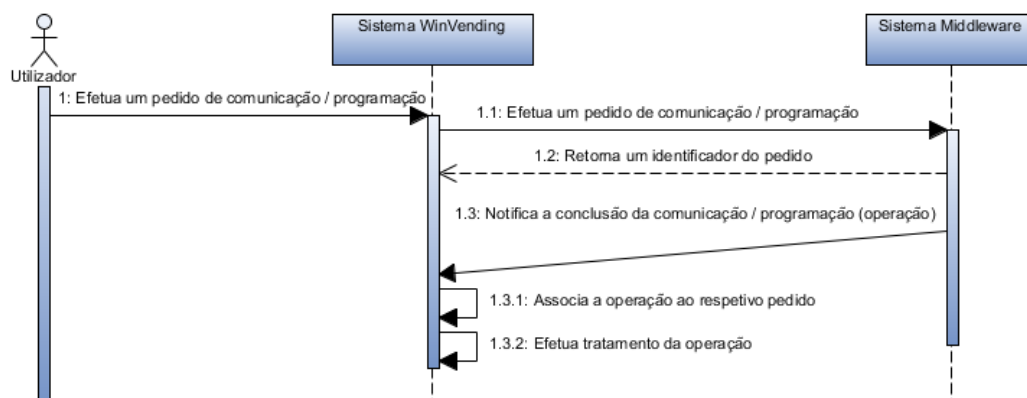 Sistema WinVending
Sistema Middleware
Utilizador
1: Efetua um pedido de comunicação / programação
1.1: Efetua um pedido de comunicação / programação
1.2: Retorna um identificador do pedido
1.3: Notifica a conclusão da comunicação / programação (operação)
1.3.1: Associa a operação ao respetivo pedido
1.3.2: Efetua tratamento da operação